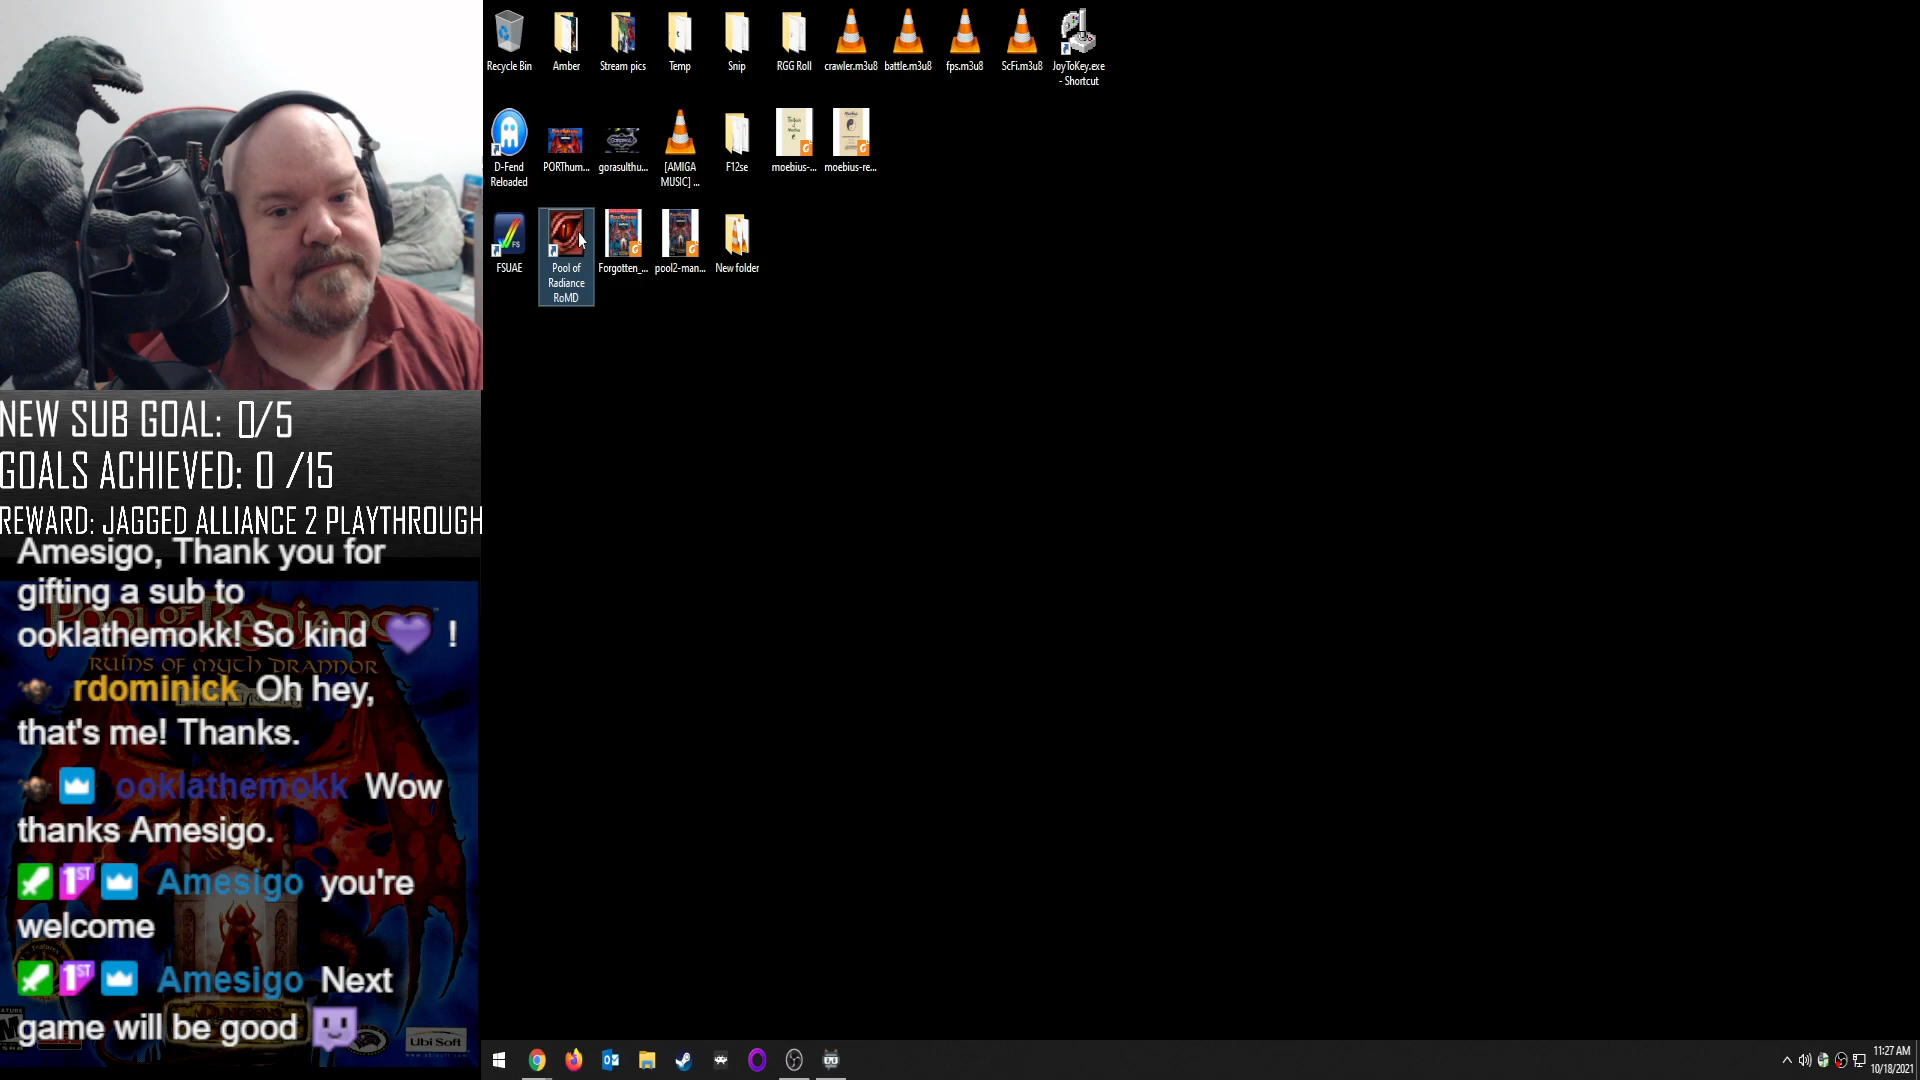 Recycle Bin
Amber
Stream pics
Temp
Snip
RGG Roll
crawler.m3u8
battle.m3u8
fps.m3u8
ScFi.m3u8
JoyToKey.exe
- Shortcut
D-Fend
Reloaded
PORThum...
gorasulthu...
[AMIGA
MUSIC] ...
F12se
moebius-...
moebius-re...
FSUAE
Pool of
Radiance
RoMD
Forgotten_...
pool2-man...
New folder
NEW SUB GOAL: 0/5
GOALS ACHIEVED: 0 /15
REWARD: JAGGED ALLIANCE 2 PLAYTHROUGH
Amesigo, Thank you for
gifting a sub to
ooklathemokk! So kind !
POOL OF RADIANCE
RUINS OF MYTH DRANNOR
rdominick Oh hey,
that's me! Thanks.
ooklathemokk Wow
thanks Amesigo.
1ST Amesigo you're
welcome
1ST Amesigo Next
game will be good
Ubi Soft
11:27 AM
10/18/2021